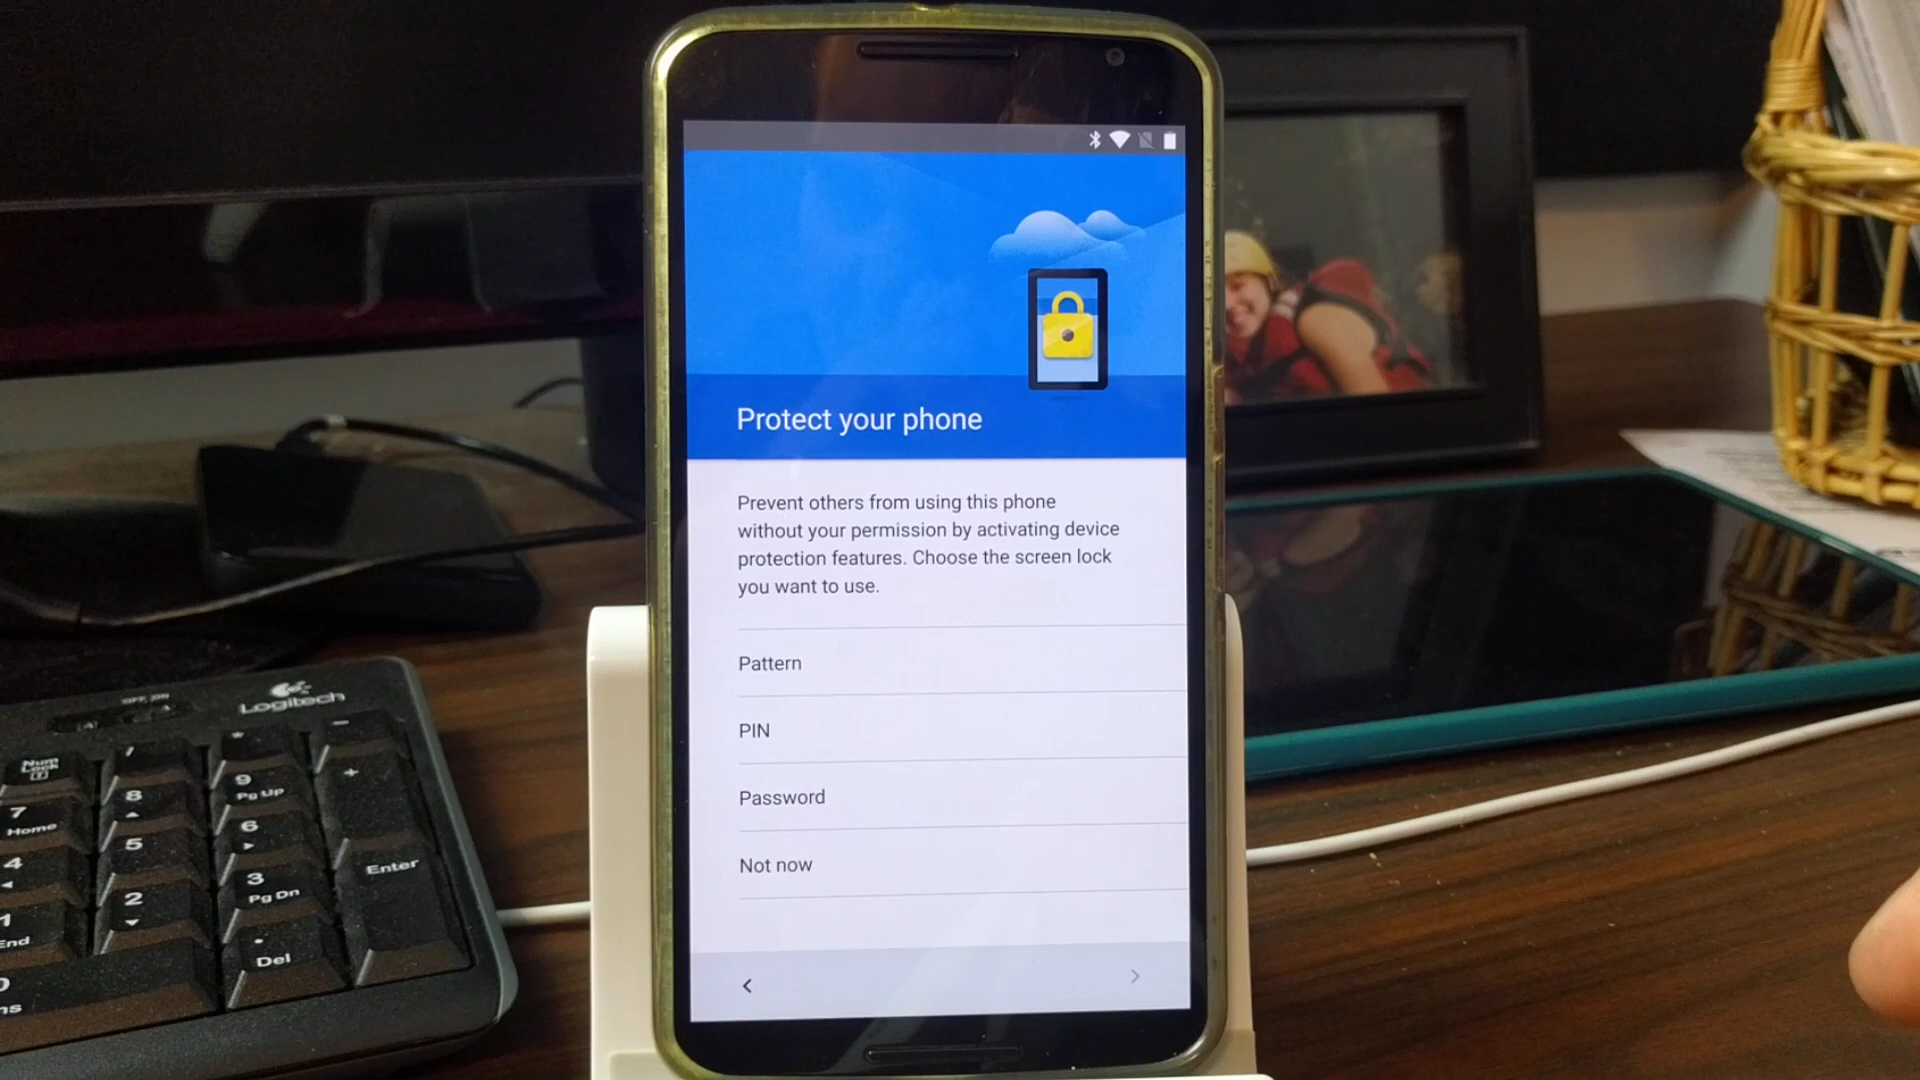 Protect your phone
Prevent others from using this phone
without your permission by activating device
protection features. Choose the screen lock
you want to use.
Pattern
PIN
Password
Not now
Logitech
Num
Lock
/
*
-
7
Home
8
9
Pg Up
+
4
5
6
1
End
2
3
Pg Dn
Enter
0
ns
.
Del